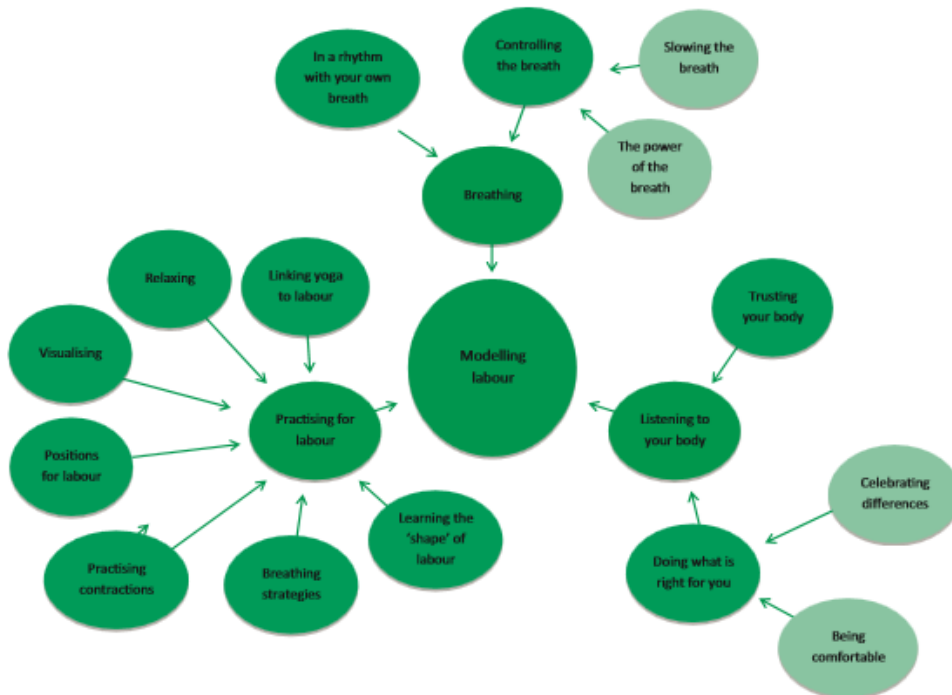 In a rhythm
with your own
breath
Controlling
the breath
Slowing the
breath
The power
of the
breath
Breathing
Relaxing
Linking yoga
to labour
Trusting
your body
Visualising
Modelling
labour
Practising for
labour
Listening to
your body
Positions
for labour
Celebrating
differences
Learning the
'shape' of
labour
Practising
contractions
Breathing
strategies
Doing what is
right for you
Being
comfortable